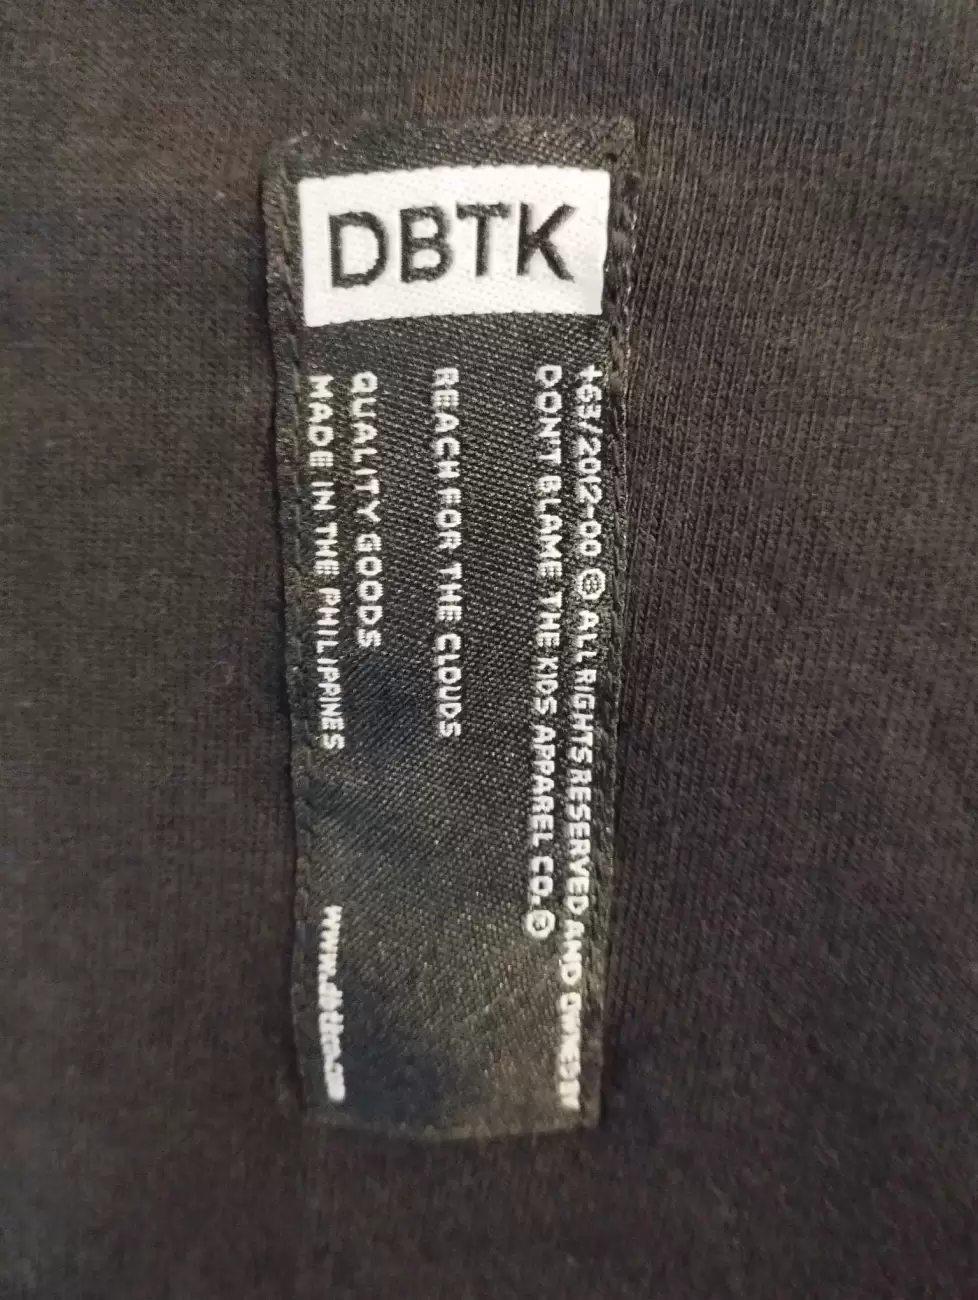 DBTK
+63/2012-00 © ALL RIGHTS RESERVED AND OWNED BY
DON'T BLAME THE KIDS APPAREL CO.®
REACH FOR THE CLOUDS
QUALITY GOODS
MADE IN THE PHILIPPINES